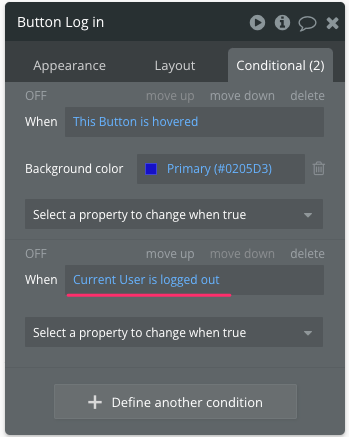 Button Log in
Appearance Layout Conditional (2)
OFF move up move down delete
When This Button is hovered
Background color Primary (#0205D3)
Select a property to change when true
OFF move up move down delete
When Current User is logged out
Select a property to change when true
Define another condition